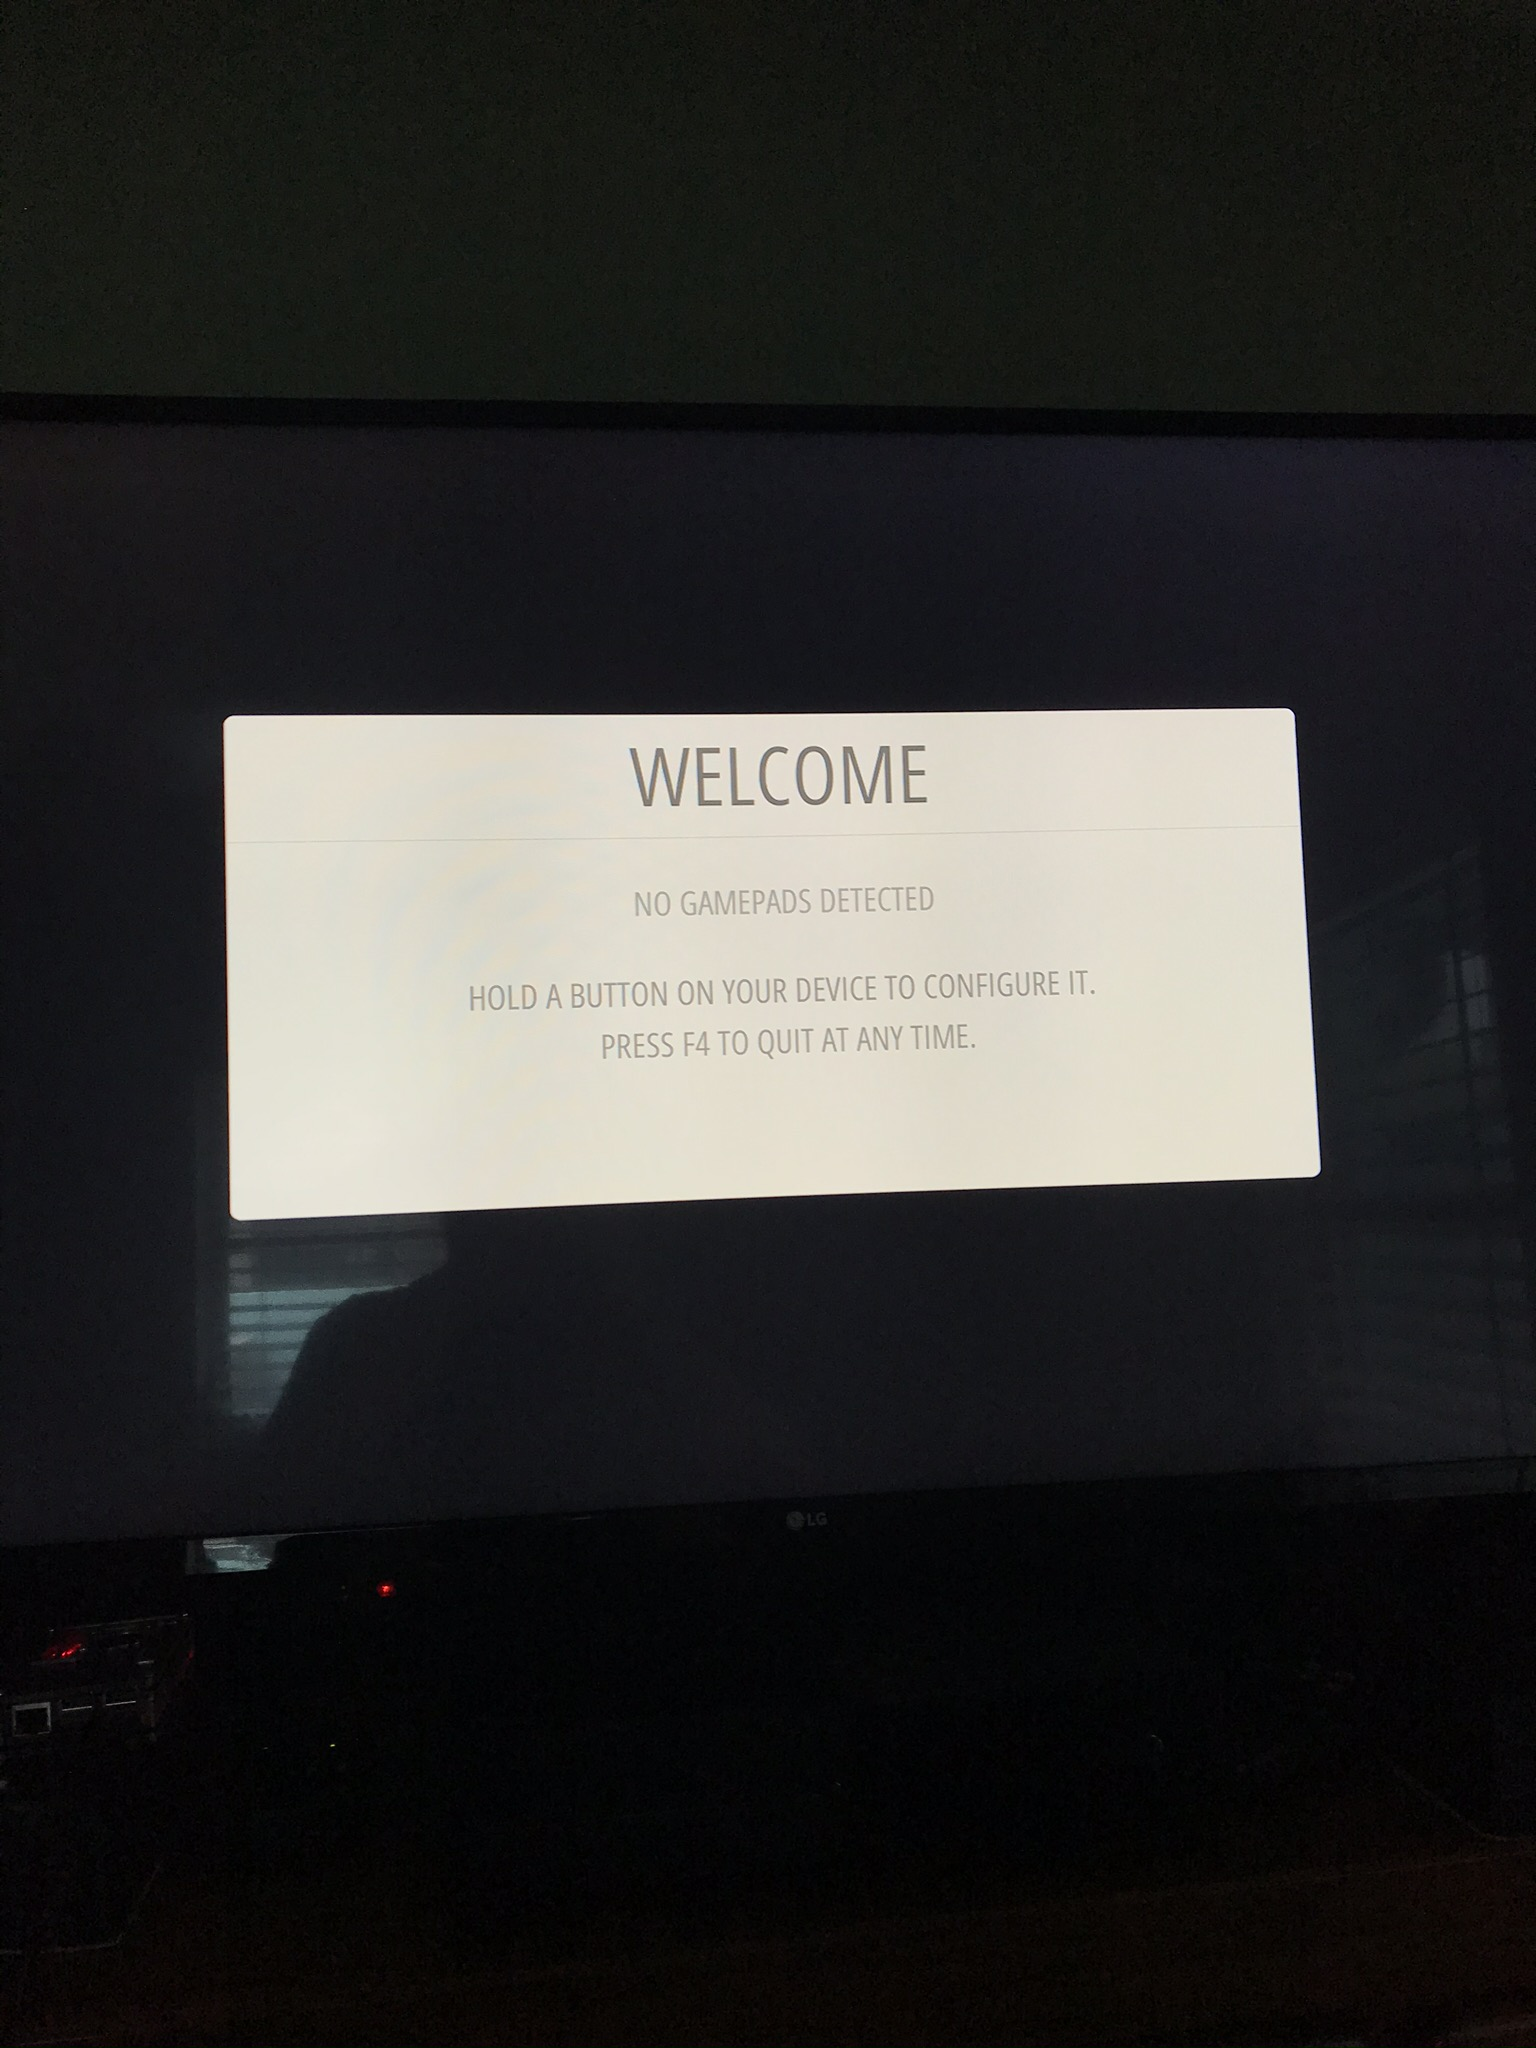 WELCOME
NO GAMEPADS DETECTED
HOLD A BUTTON ON YOUR DEVICE TO CONFIGURE IT.
PRESS F4 TO QUIT AT ANY TIME.
LG